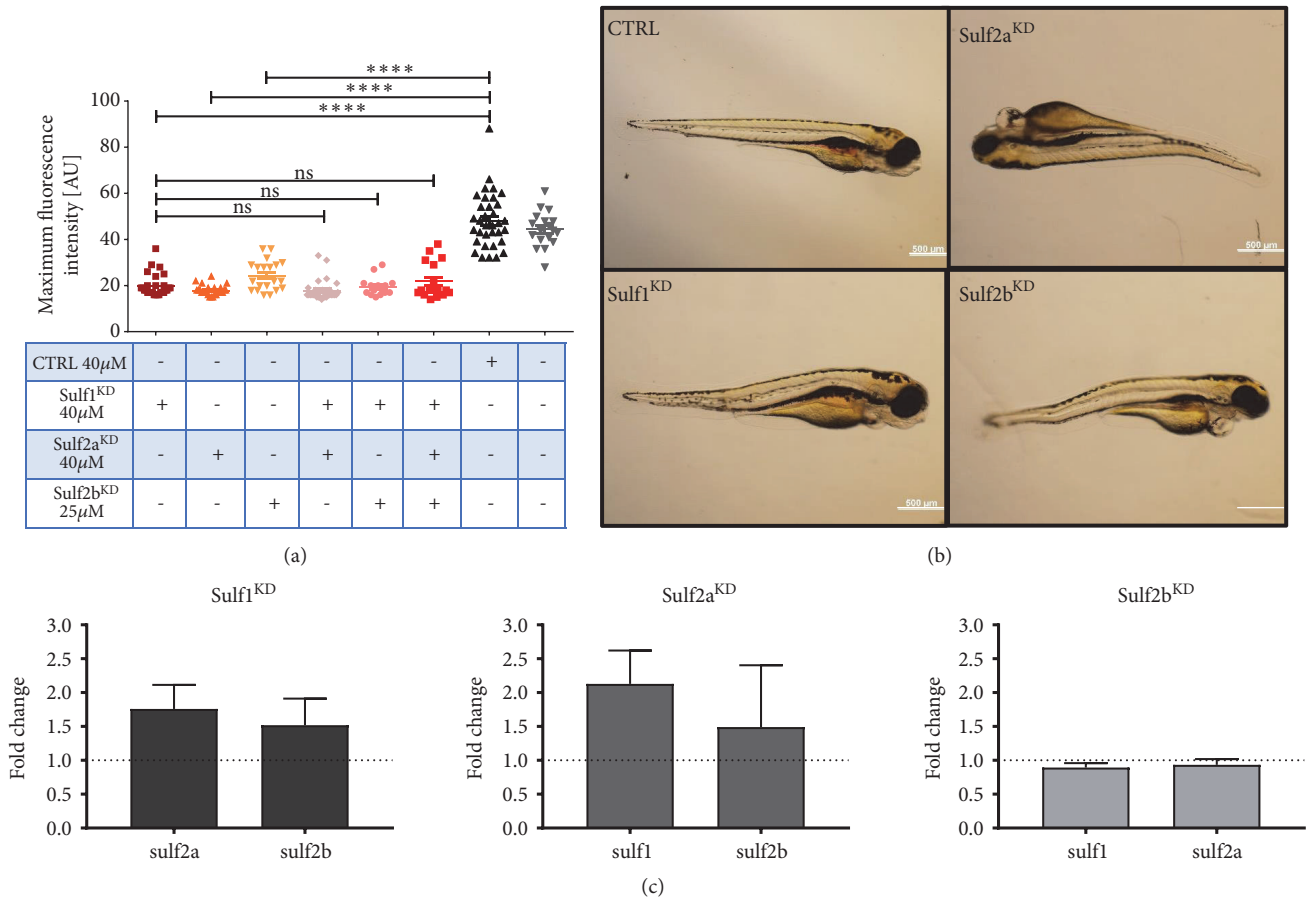 ****
****
****
ns
ns
ns
Maximum fluorescence
intensity [AU]
100
80
60
40
20
0
CTRL 40μM - - - - - - + -
Sulf1KD
40μM + - - + + + - -
Sulf2aKD
40μM - + - + - + - -
Sulf2bKD
25μM - - + - + + - -
(a)
CTRL
500 μm
Sulf2aKD
500 μm
Sulf1KD
500 μm
Sulf2bKD
(b)
Sulf1KD
Fold change
3.0
2.5
2.0
1.5
1.0
0.5
0.0
sulf2a sulf2b
Sulf2aKD
Fold change
3.0
2.5
2.0
1.5
1.0
0.5
0.0
sulf1 sulf2b
Sulf2bKD
Fold change
3.0
2.5
2.0
1.5
1.0
0.5
0.0
sulf1 sulf2a
(c)